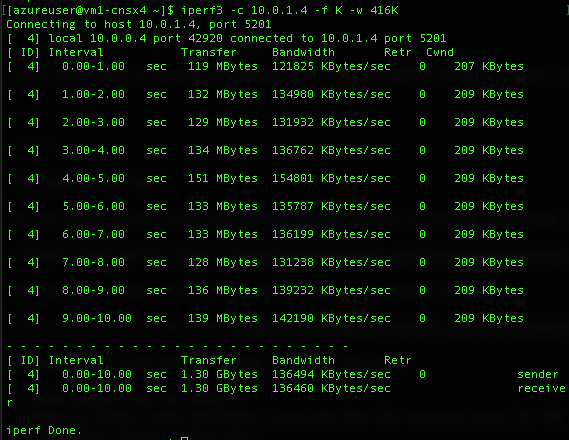 [[azureuser@vm1-cnsx4 ~]$ iperf3 -c 10.0.1.4 -f K -w 416K ]
Connecting to host 10.0.1.4, port 5201
[  4] local 10.0.0.4 port 42920 connected to 10.0.1.4 port 5201
[ ID] Interval           Transfer     Bandwidth       Retr  Cwnd
[  4]   0.00-1.00   sec   119 MBytes  121825 KBytes/sec    0    207 KBytes
[  4]   1.00-2.00   sec   132 MBytes  134980 KBytes/sec    0    209 KBytes
[  4]   2.00-3.00   sec   129 MBytes  131932 KBytes/sec    0    209 KBytes
[  4]   3.00-4.00   sec   134 MBytes  136762 KBytes/sec    0    209 KBytes
[  4]   4.00-5.00   sec   151 MBytes  154801 KBytes/sec    0    209 KBytes
[  4]   5.00-6.00   sec   133 MBytes  135787 KBytes/sec    0    209 KBytes
[  4]   6.00-7.00   sec   133 MBytes  136199 KBytes/sec    0    209 KBytes
[  4]   7.00-8.00   sec   128 MBytes  131238 KBytes/sec    0    209 KBytes
[  4]   8.00-9.00   sec   136 MBytes  139232 KBytes/sec    0    209 KBytes
[  4]   9.00-10.00  sec   139 MBytes  142190 KBytes/sec    0    209 KBytes
- - - - - - - - - - - - - - - - - - - - - - - - -
[ ID] Interval           Transfer     Bandwidth       Retr
[  4]   0.00-10.00  sec  1.30 GBytes  136494 KBytes/sec    0             sender
[  4]   0.00-10.00  sec  1.30 GBytes  136460 KBytes/sec                  receive
r
iperf Done.